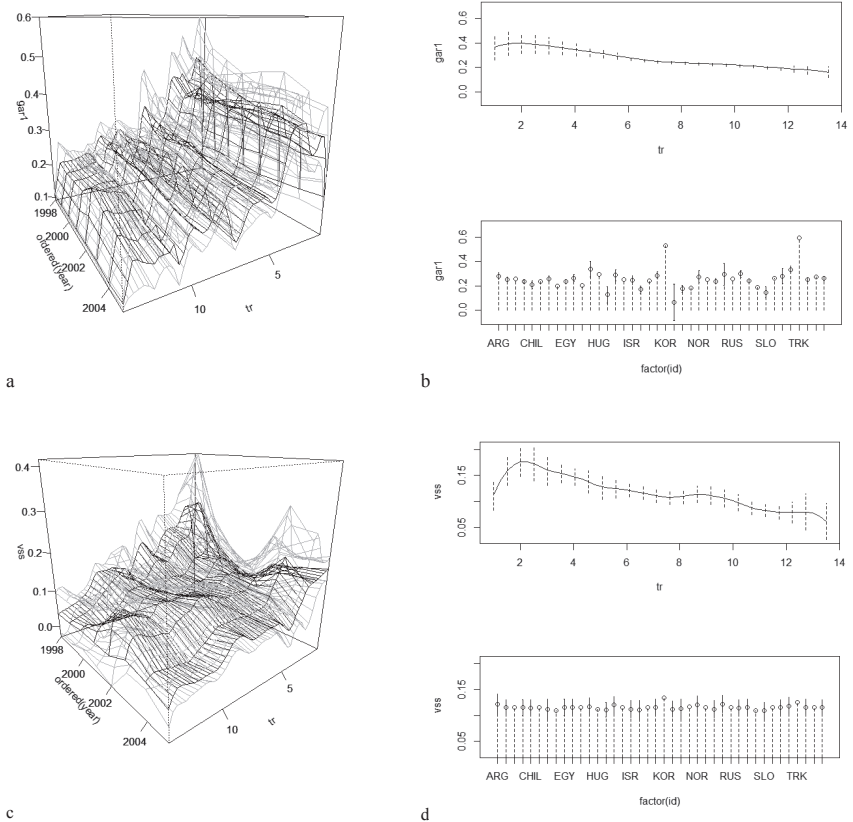 0.6
0.5
0.4
gar1
0.3
0.2
0.1
1998
2000
ordered(year)
2002
2004
10
tr
5
a
gar1
0.0 0.2 0.4 0.6
2 4 6 8 10 12 14
tr
gar1
0.0 0.2 0.4 0.6
ARG CHIL EGY HUG ISR KOR NOR RUS SLO TRK
factor(id)
b
0.4
0.3
vss
0.2
0.1
0.0
1998
2000
ordered(year)
2002
2004
10
tr
5
c
vss
0.05 0.15
2 4 6 8 10 12 14
tr
vss
0.05 0.15
ARG CHIL EGY HUG ISR KOR NOR RUS SLO TRK
factor(id)
d